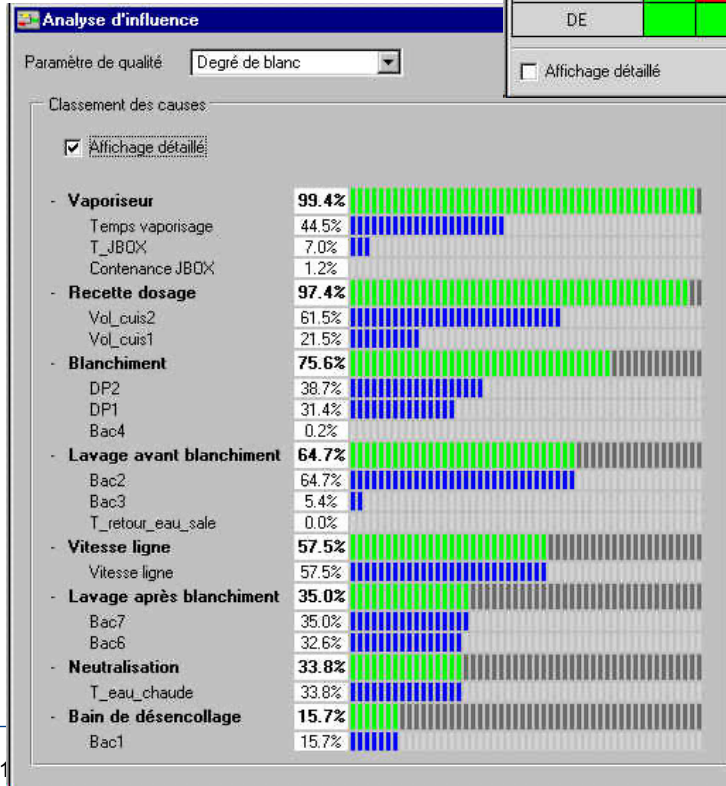 Analyse d'influence
DE
Affichage détaillé
Paramètre de qualité Degré de blanc
Classement des causes
Affichage détaillé
- Vaporiseur 99.4%
Temps vaporisage 44.5%
T_JBOX 7.0%
Contenance JBOX 1.2%
- Recette dosage 97.4%
Vol_cuis2 61.5%
Vol_cuis1 21.5%
- Blanchiment 75.6%
DP2 38.7%
DP1 31.4%
Bac4 0.2%
- Lavage avant blanchiment 64.7%
Bac2 64.7%
Bac3 5.4%
T_retour_eau_sale 0.0%
- Vitesse ligne 57.5%
Vitesse ligne 57.5%
- Lavage après blanchiment 35.0%
Bac7 35.0%
Bac6 32.6%
- Neutralisation 33.8%
T_eau_chaude 33.8%
- Bain de désencollage 15.7%
Bac1 15.7%
1